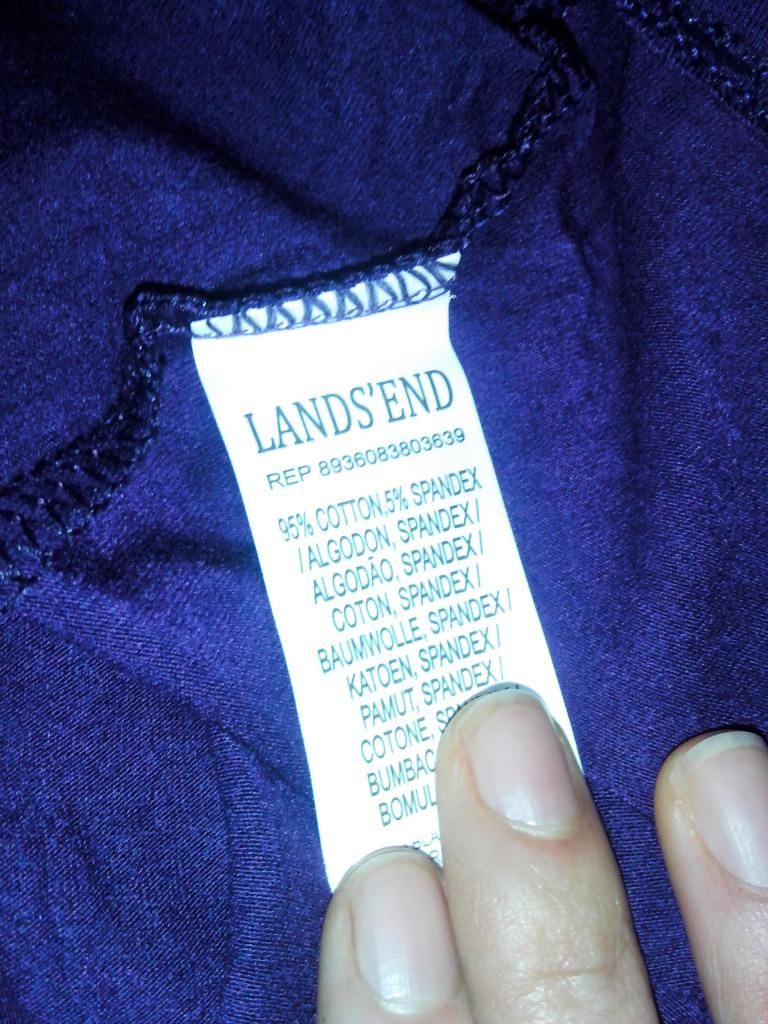 LANDS'END
REP 8936083803639
95% COTTON,5% SPANDEX
/ALGODON, SPANDEX/
ALGODÃO, SPANDEX/
COTON, SPANDEX/
BAUMWOLLE, SPANDEX/
KATOEN, SPANDEX/
PAMUT, SPANDEX/
COTONE,